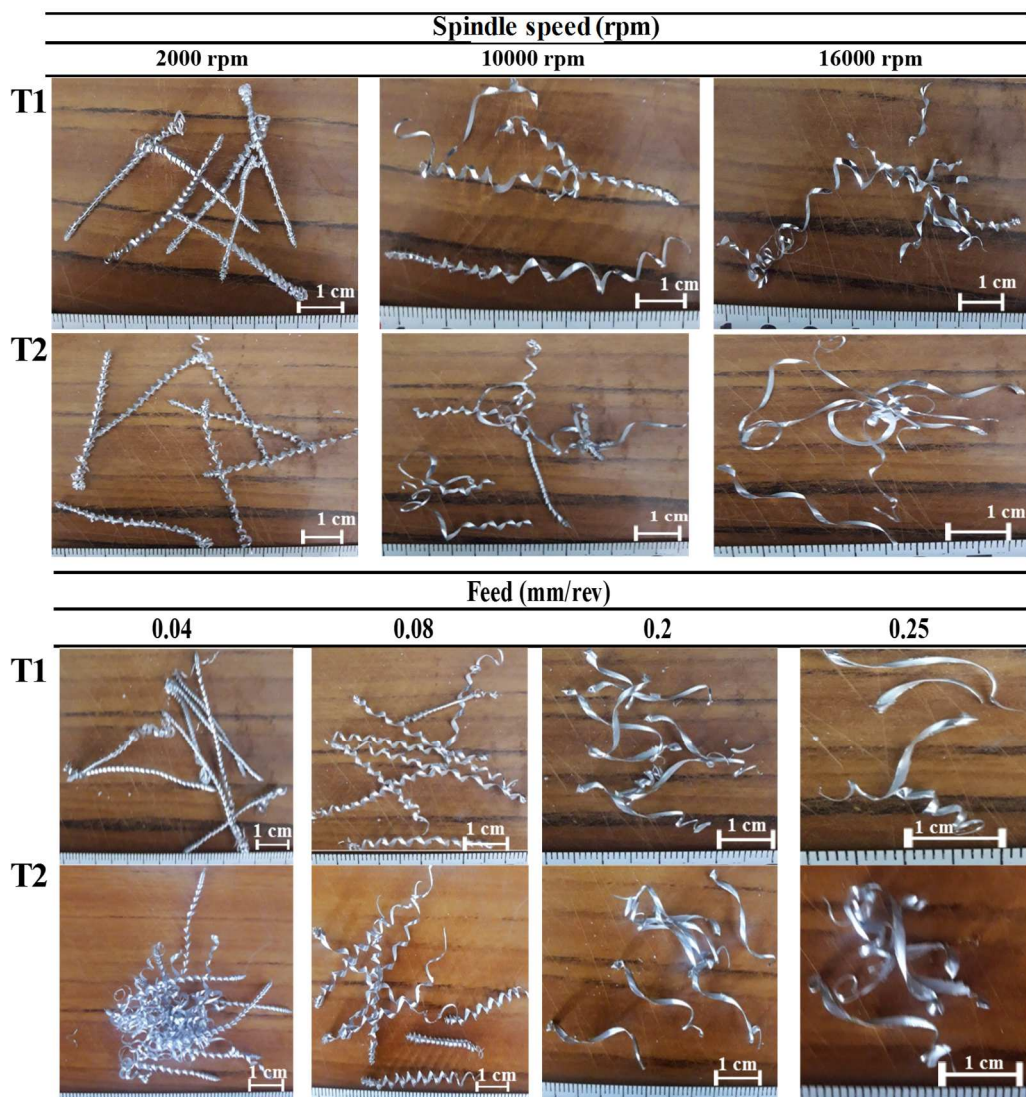 Spindle speed (rpm)
2000 rpm 10000 rpm 16000 rpm
T1
1 cm 1 cm 1 cm
T2
1 cm 1 cm 1 cm
Feed (mm/rev)
0.04 0.08 0.2 0.25
T1
1 cm 1 cm 1 cm 1 cm
T2
1 cm 1 cm 1 cm 1 cm